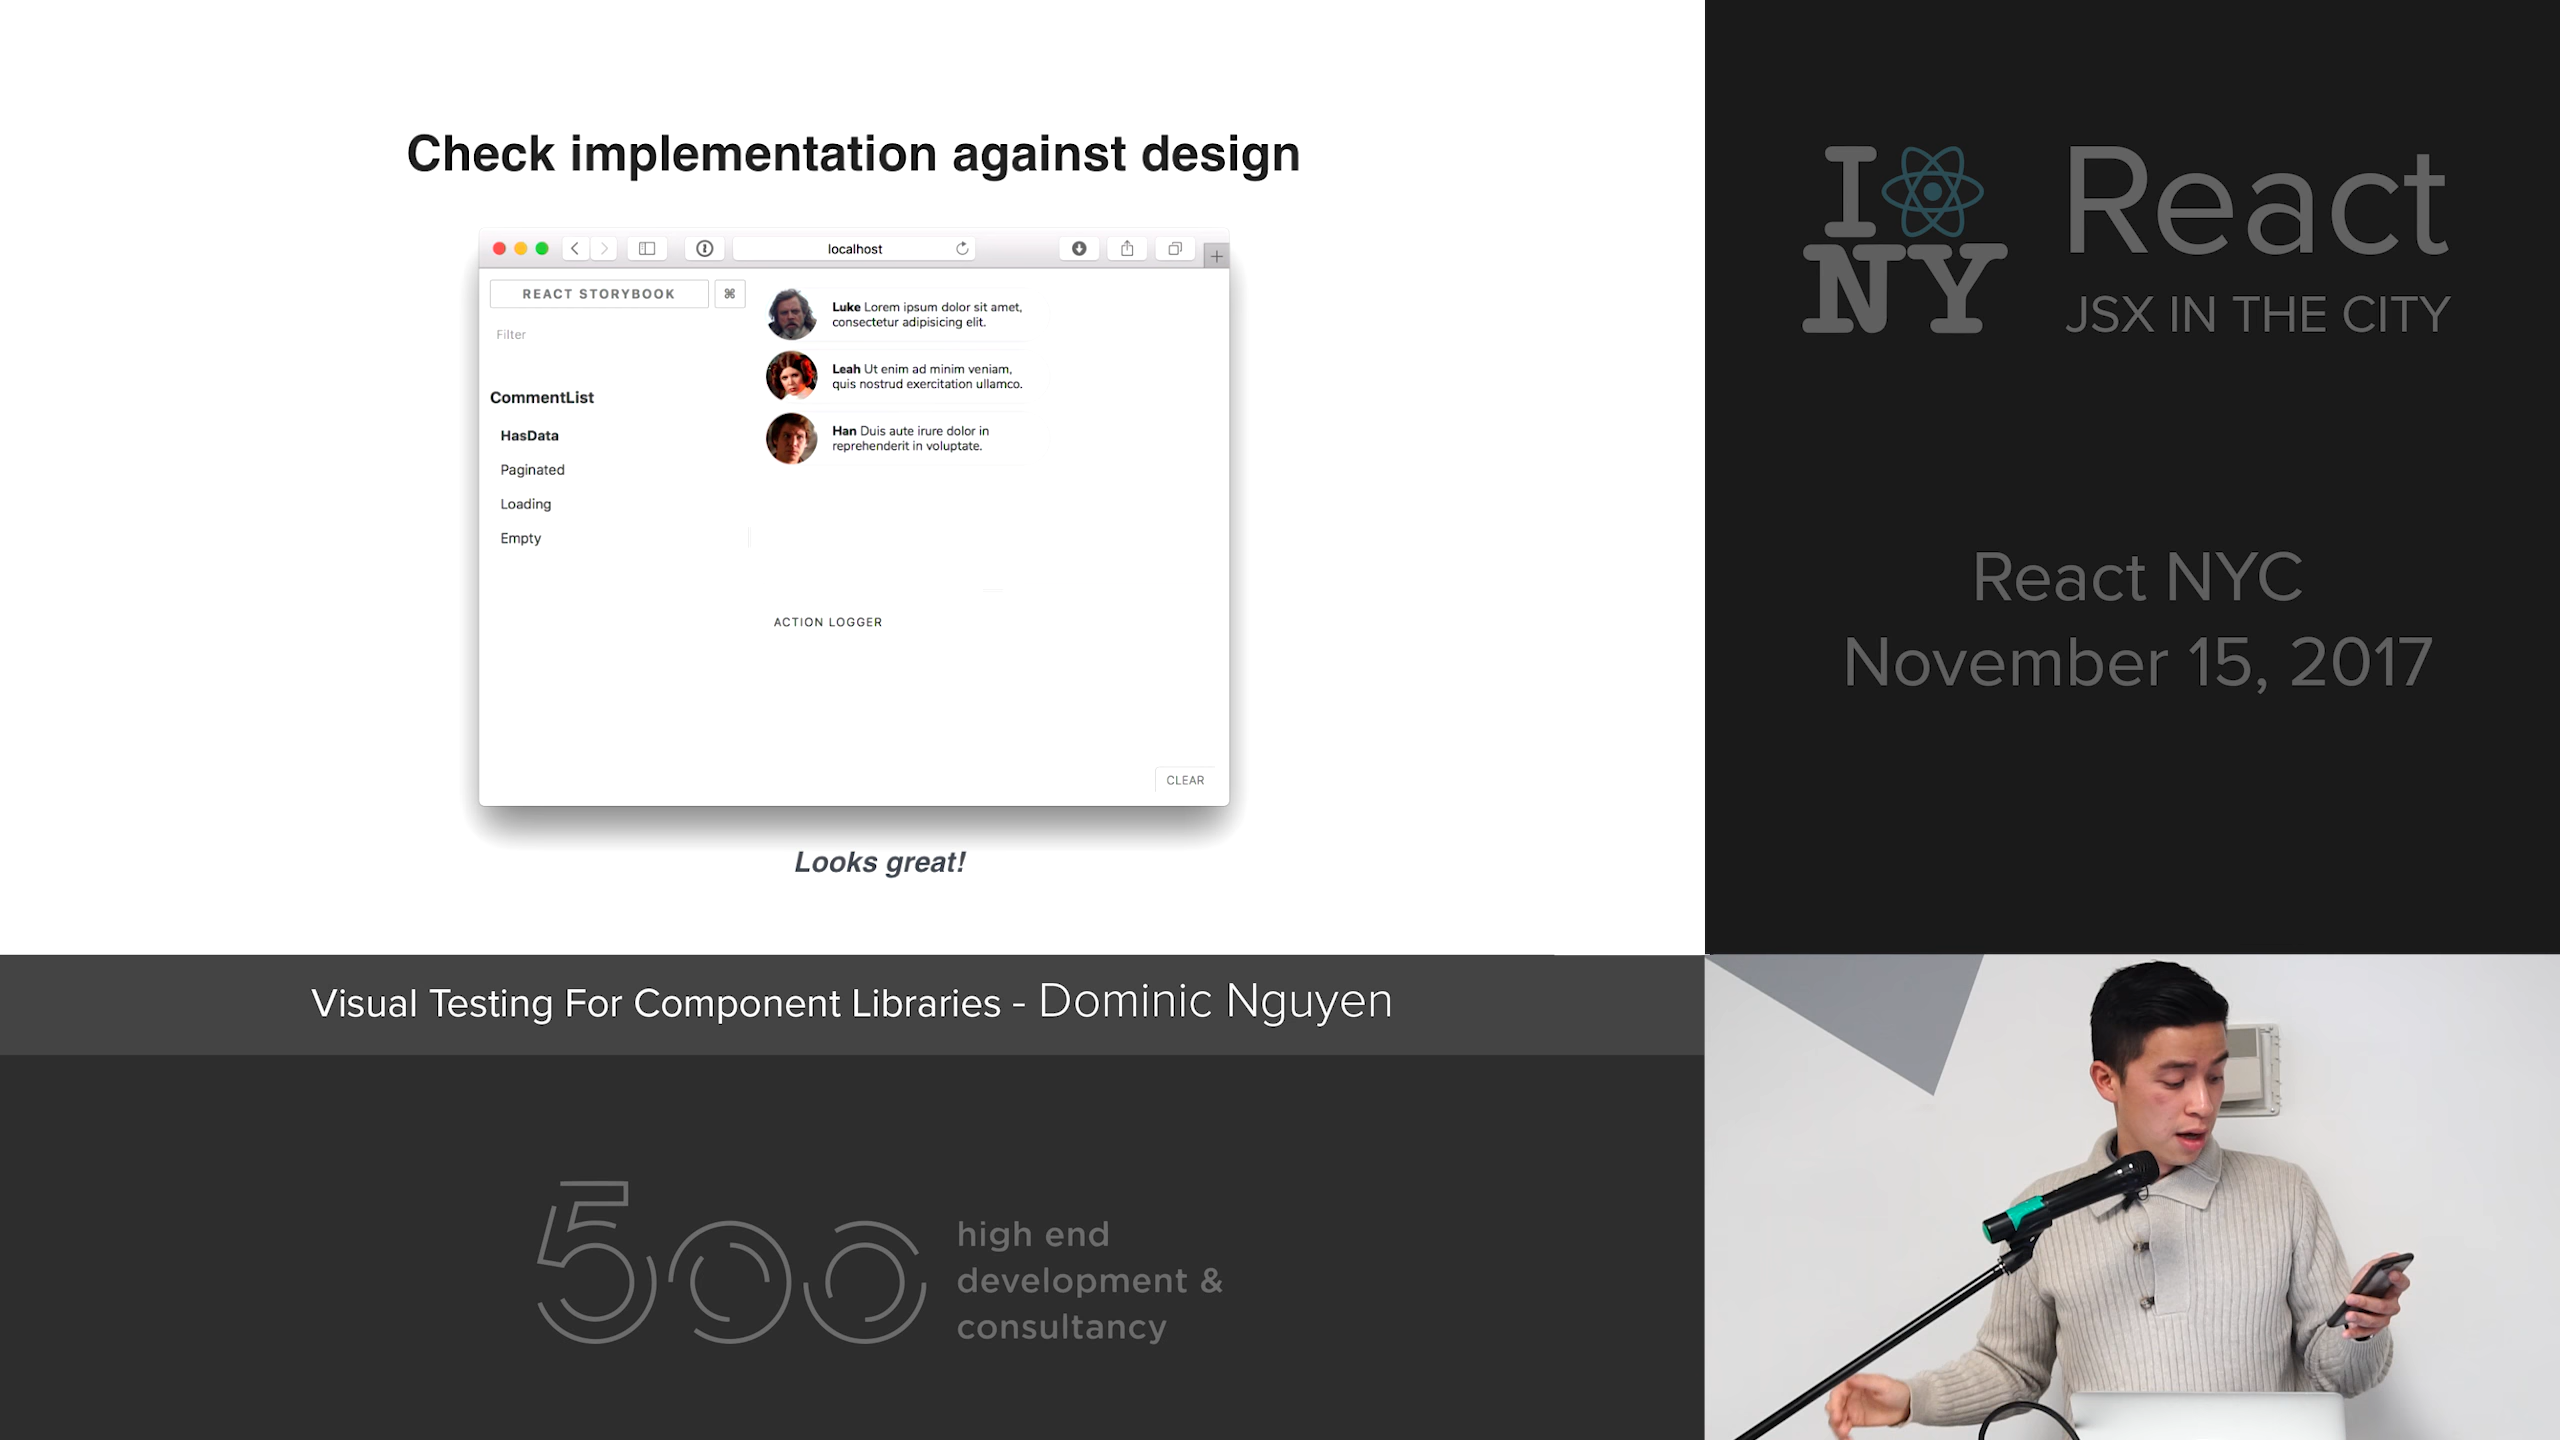 Check implementation against design
localhost
REACT STORYBOOK
⌘
Filter
CommentList
HasData
Paginated
Loading
Empty
Luke Lorem ipsum dolor sit amet,
consectetur adipisicing elit.
Leah Ut enim ad minim veniam,
quis nostrud exercitation ullamco.
Han Duis aute irure dolor in
reprehenderit in voluptate.
ACTION LOGGER
CLEAR
Looks great!
I
NY
React
JSX IN THE CITY
React NYC
November 15, 2017
Visual Testing For Component Libraries - Dominic Nguyen
500
high end
development &
consultancy